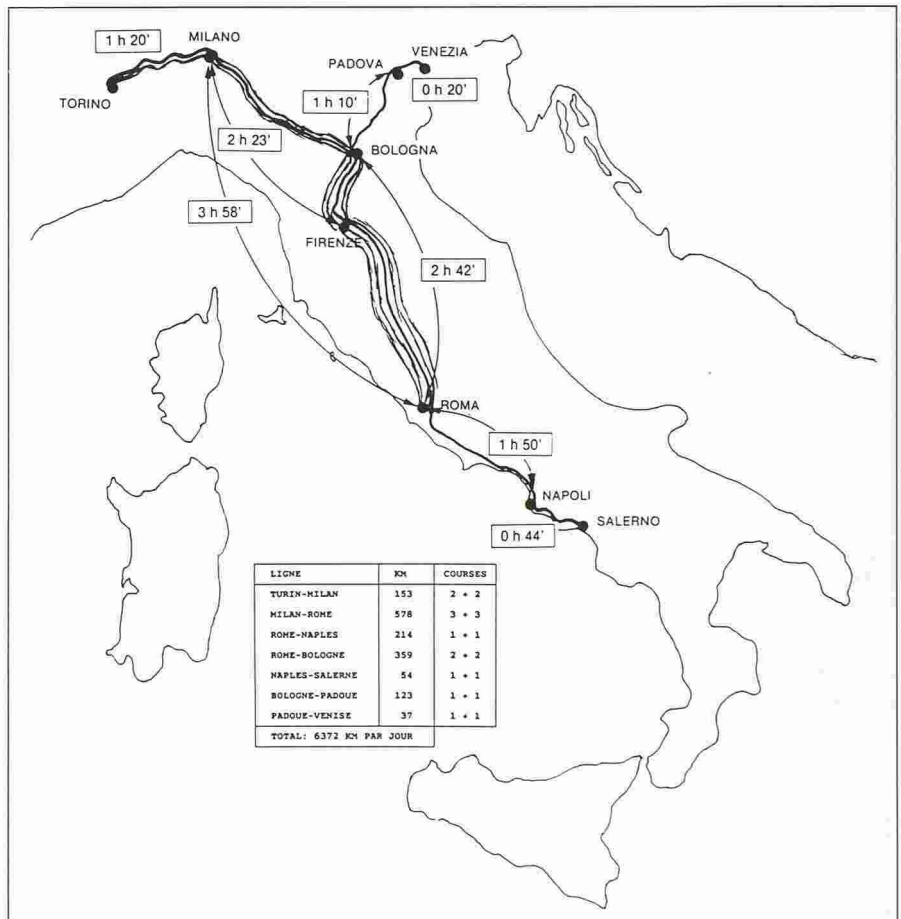 1 h 20'
MILANO
TORINO
PADOVA
VENEZIA
0 h 20'
1 h 10'
2 h 23'
BOLOGNA
3 h 58'
FIRENZE
2 h 42'
ROMA
1 h 50'
NAPOLI
SALERNO
0 h 44'
LIGNE KM COURSES
TURIN-MILAN 153 2 + 2
MILAN-ROME 578 3 + 3
ROME-NAPLES 214 1 + 1
ROME-BOLOGNE 359 2 + 2
NAPLES-SALERNE 54 1 + 1
BOLOGNE-PADOUE 123 1 + 1
PADOUE-VENISE 37 1 + 1
TOTAL: 6372 KM PAR JOUR